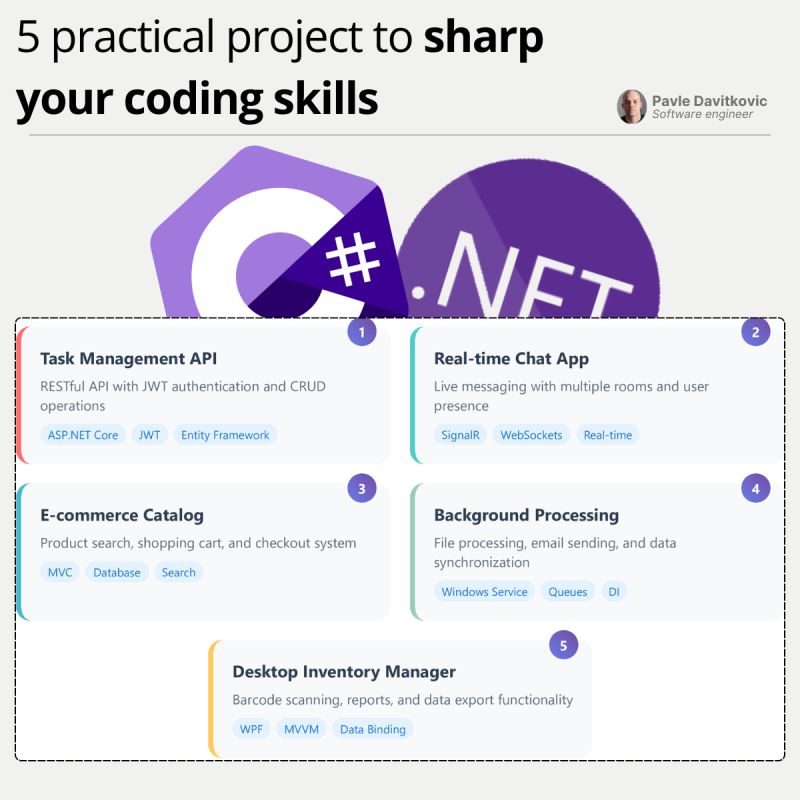 5 practical project to sharp
your coding skills
Pavle Davitkovic
Software engineer
#
.NET
1
Task Management API
RESTful API with JWT authentication and CRUD
operations
ASP.NET Core JWT Entity Framework
2
Real-time Chat App
Live messaging with multiple rooms and user
presence
SignalR WebSockets Real-time
3
E-commerce Catalog
Product search, shopping cart, and checkout system
MVC Database Search
4
Background Processing
File processing, email sending, and data
synchronization
Windows Service Queues DI
5
Desktop Inventory Manager
Barcode scanning, reports, and data export functionality
WPF MVVM Data Binding